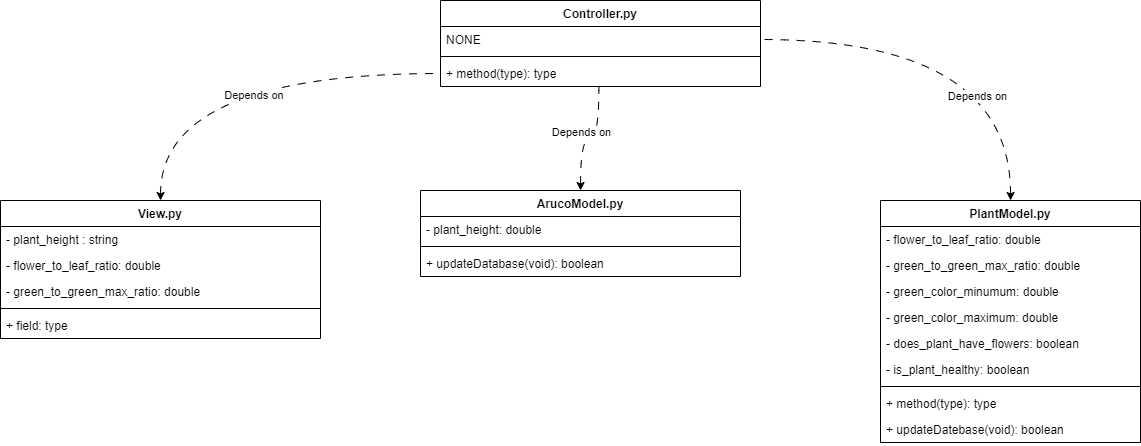 Controller.py
NONE
+ method(type): type
Depends on
Depends on
Depends on
View.py
- plant_height : string
- flower_to_leaf_ratio: double
- green_to_green_max_ratio: double
+ field: type
ArucoModel.py
- plant_height: double
+ updateDatabase(void): boolean
PlantModel.py
- flower_to_leaf_ratio: double
- green_to_green_max_ratio: double
- green_color_minumum: double
- green_color_maximum: double
- does_plant_have_flowers: boolean
- is_plant_healthy: boolean
+ method(type): type
+ updateDatebase(void): boolean